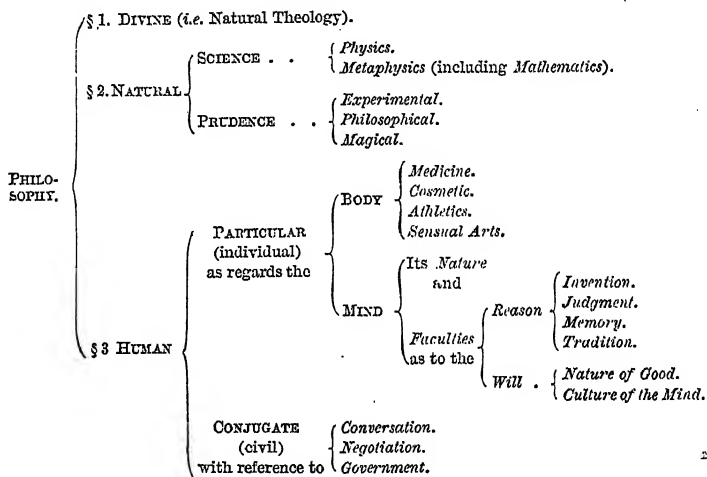 § 1. DIVINE (i.e. Natural Theology).
SCIENCE . . Physics.
Metaphysics (including Mathematics).
§ 2. NATURAL
PRUDENCE . . Experimental.
Philosophical.
Magical.
PHILO-
SOPHY.
BODY Medicine.
Cosmetic.
Athletics.
Sensual Arts.
PARTICULAR
(individual)
as regards the
MIND Its Nature
and
Faculties
as to the
Reason Invention.
Judgment.
Memory.
Tradition.
Will . Nature of Good.
Culture of the Mind.
§ 3 HUMAN
CONJUGATE
(civil)
with reference to
Conversation.
Negotiation.
Government.